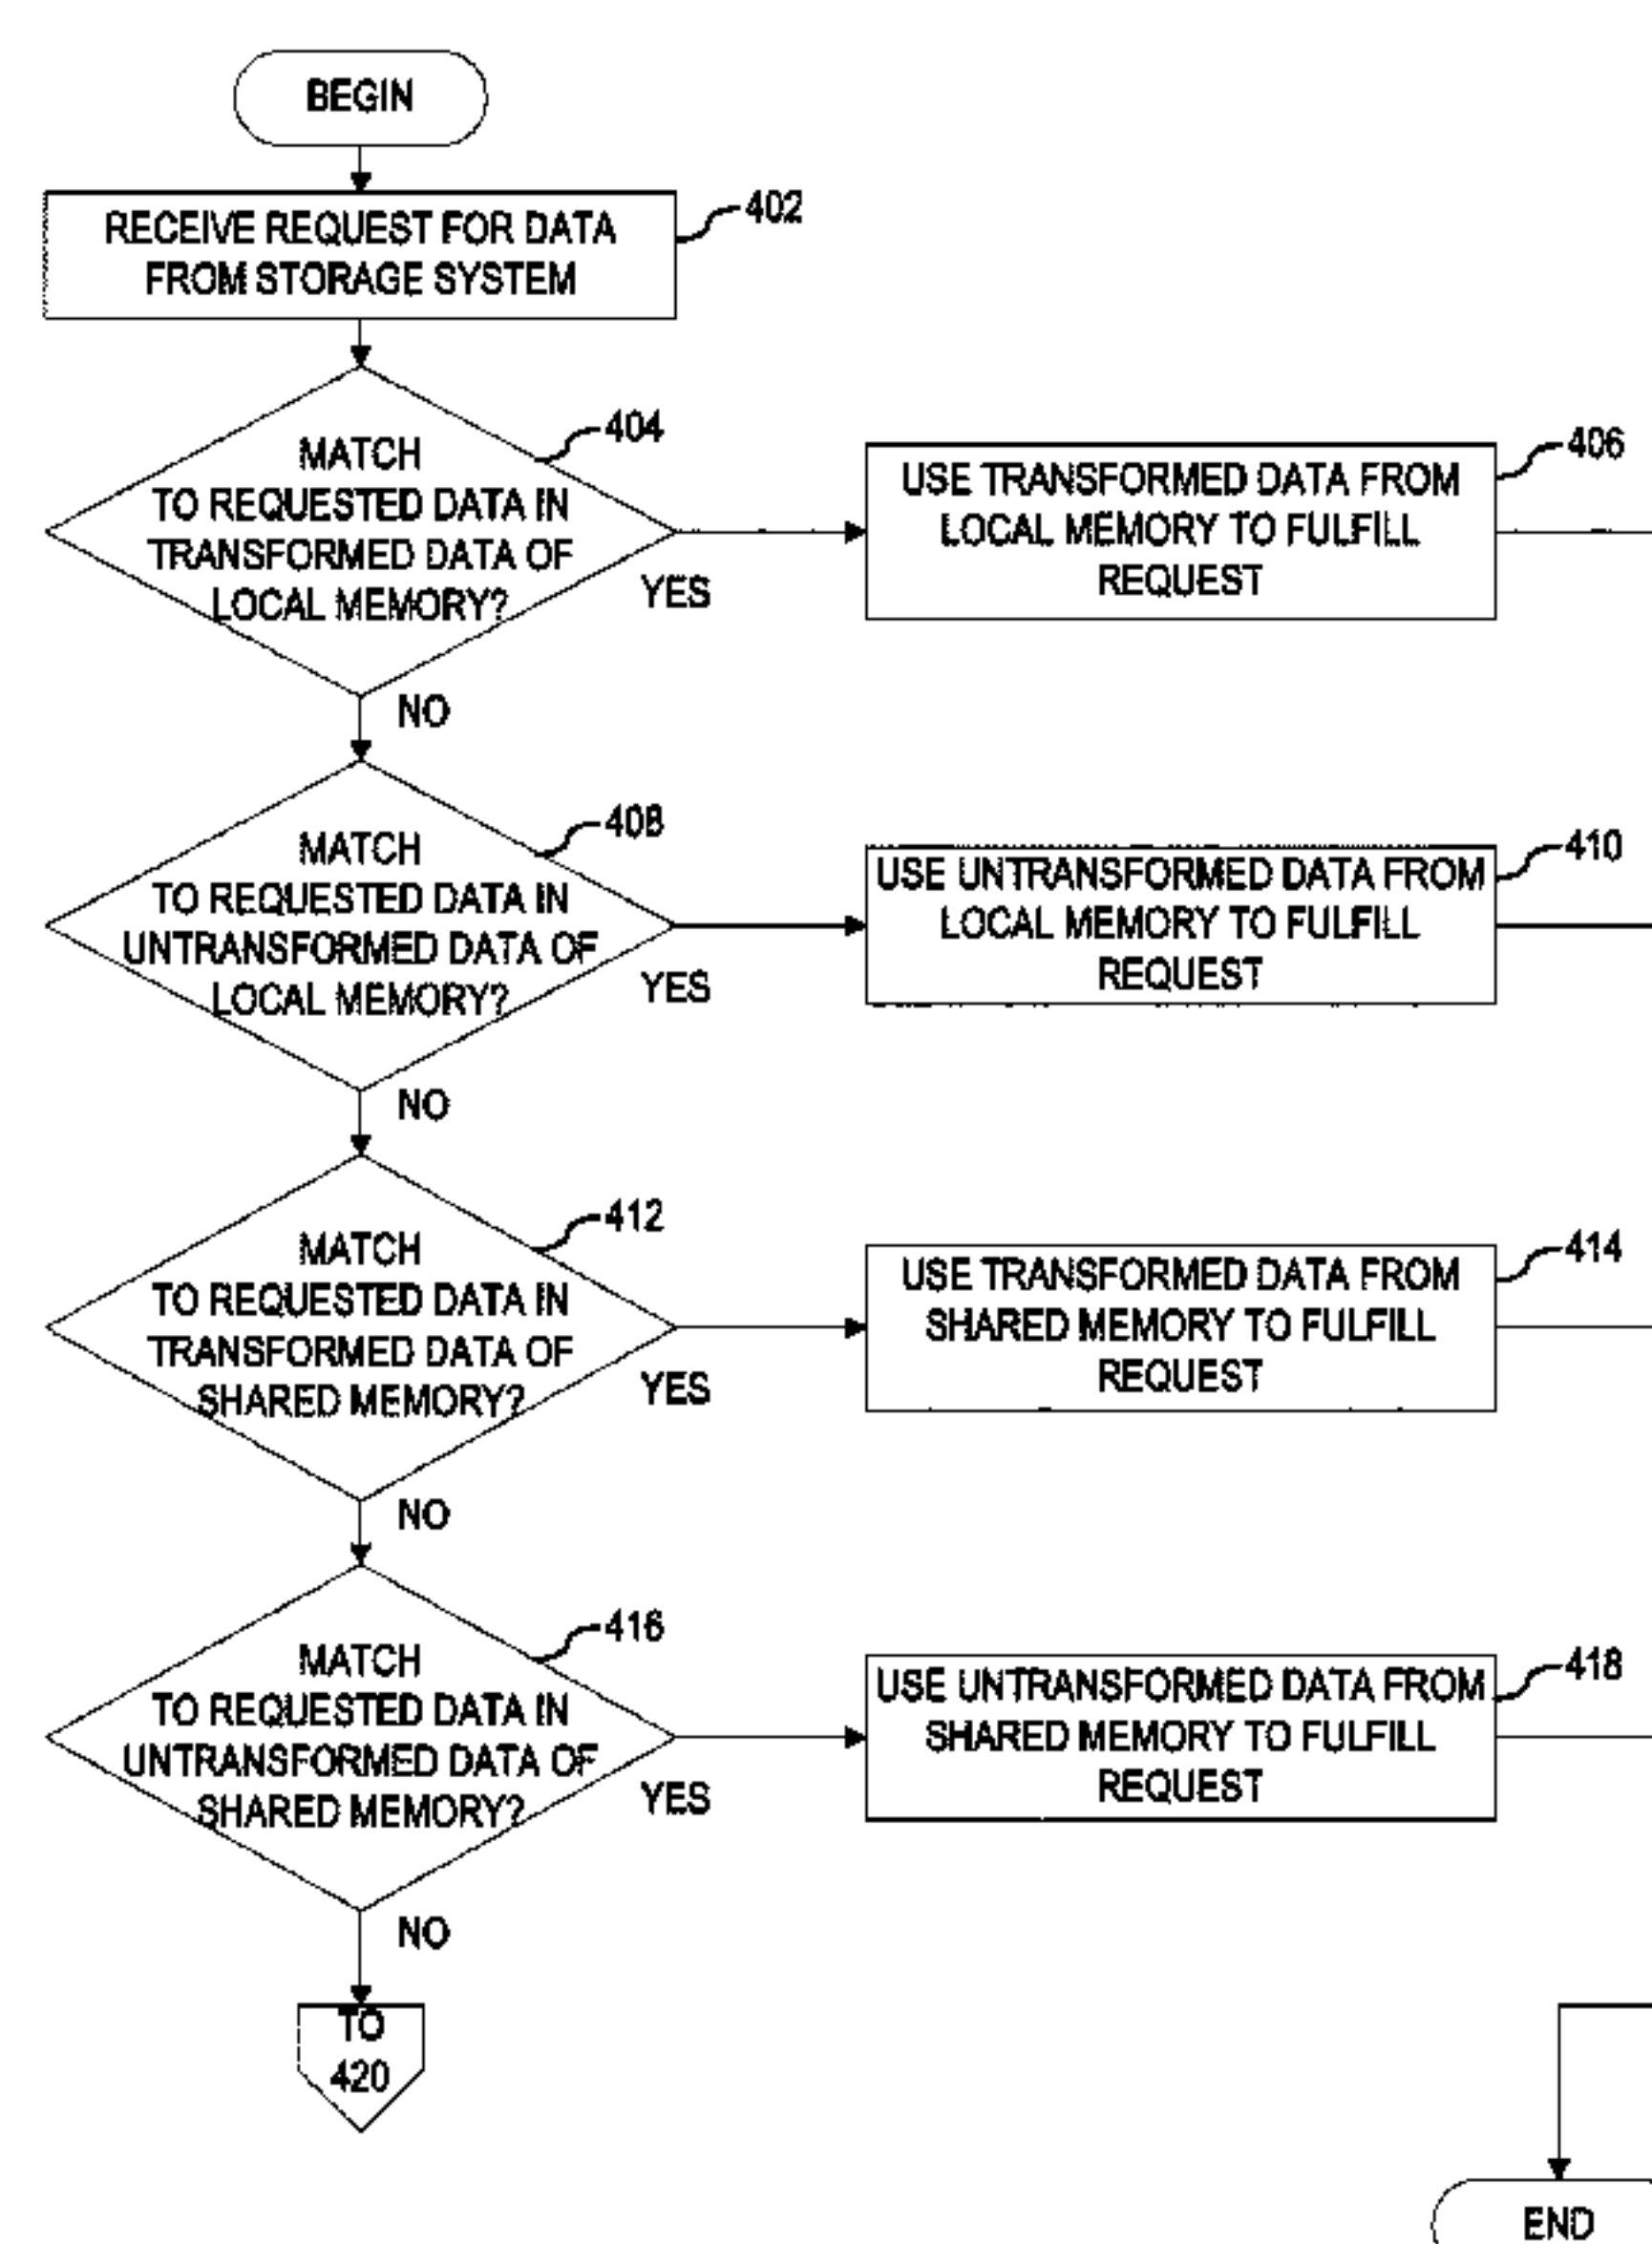 BEGIN
RECEIVE REQUEST FOR DATA
FROM STORAGE SYSTEM
402
MATCH
TO REQUESTED DATA IN
TRANSFORMED DATA OF
LOCAL MEMORY?
404
YES
NO
USE TRANSFORMED DATA FROM
LOCAL MEMORY TO FULFILL
REQUEST
406
MATCH
TO REQUESTED DATA IN
UNTRANSFORMED DATA OF
LOCAL MEMORY?
408
YES
NO
USE UNTRANSFORMED DATA FROM
LOCAL MEMORY TO FULFILL
REQUEST
410
MATCH
TO REQUESTED DATA IN
TRANSFORMED DATA OF
SHARED MEMORY?
412
YES
NO
USE TRANSFORMED DATA FROM
SHARED MEMORY TO FULFILL
REQUEST
414
MATCH
TO REQUESTED DATA IN
UNTRANSFORMED DATA OF
SHARED MEMORY?
416
YES
NO
USE UNTRANSFORMED DATA FROM
SHARED MEMORY TO FULFILL
REQUEST
418
TO
420
END